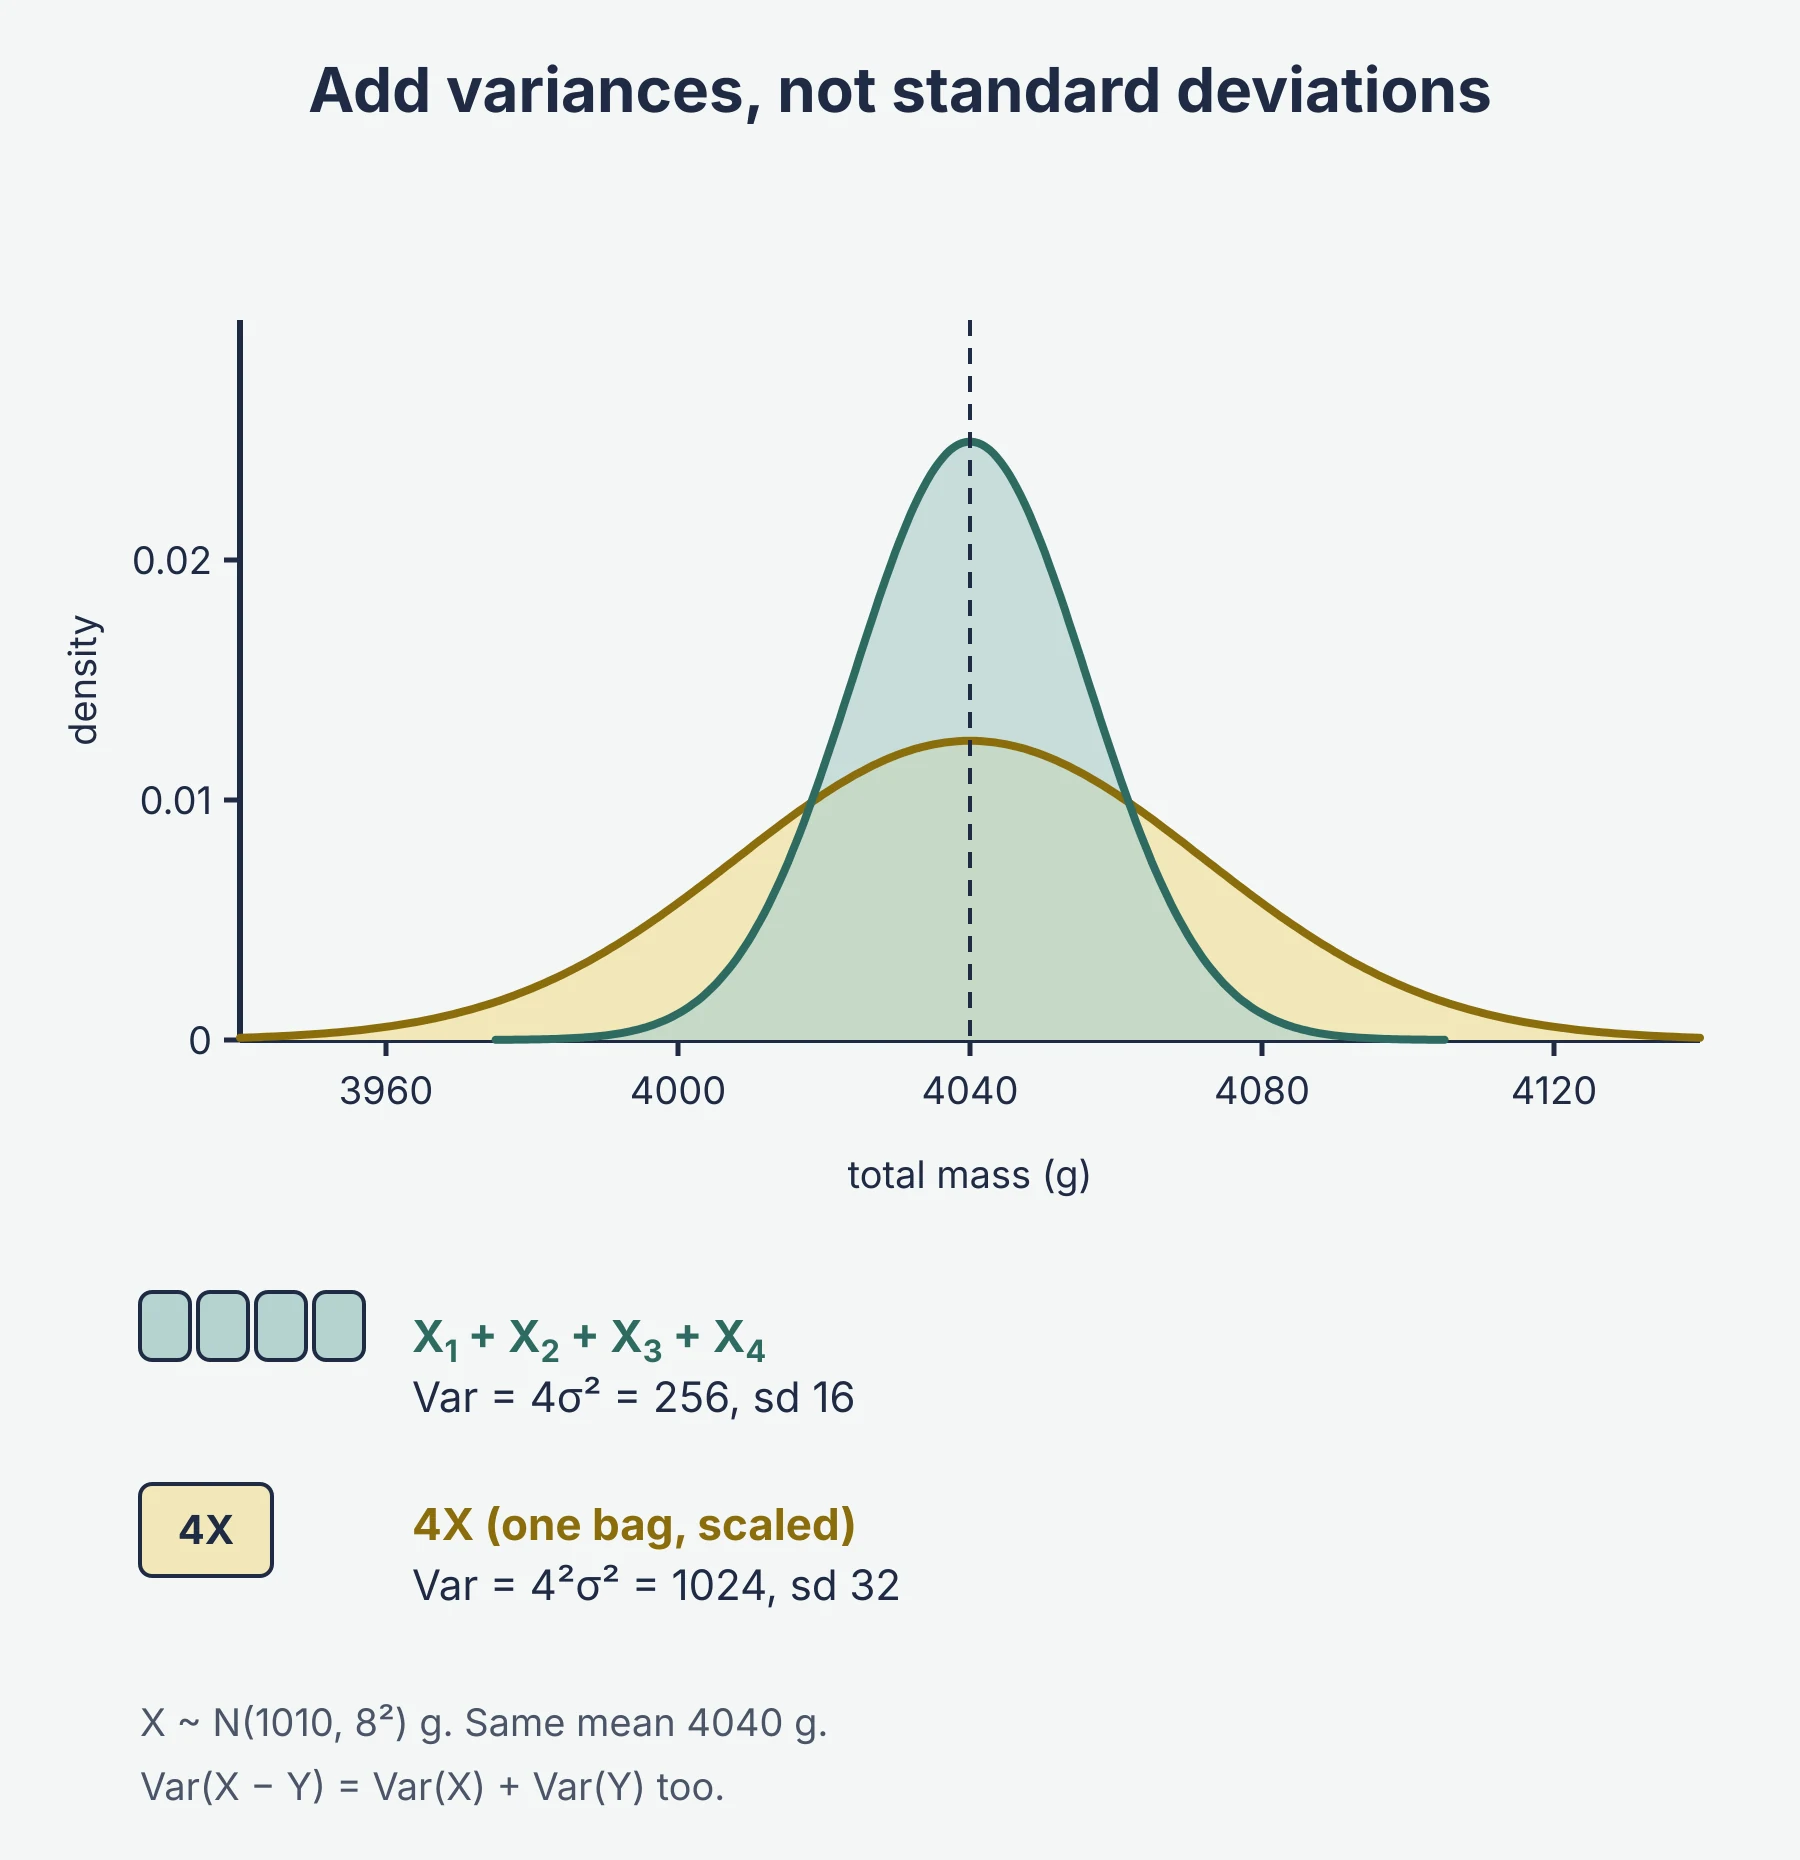 Add variances, not standard deviations
0.02
0.01
0
density
3960 4000 4040 4080 4120
total mass (g)
X₁ + X₂ + X₃ + X₄
Var = 4σ² = 256, sd 16
4X
4X (one bag, scaled)
Var = 4²σ² = 1024, sd 32
X ~ N(1010, 8²) g. Same mean 4040 g.
Var(X − Y) = Var(X) + Var(Y) too.